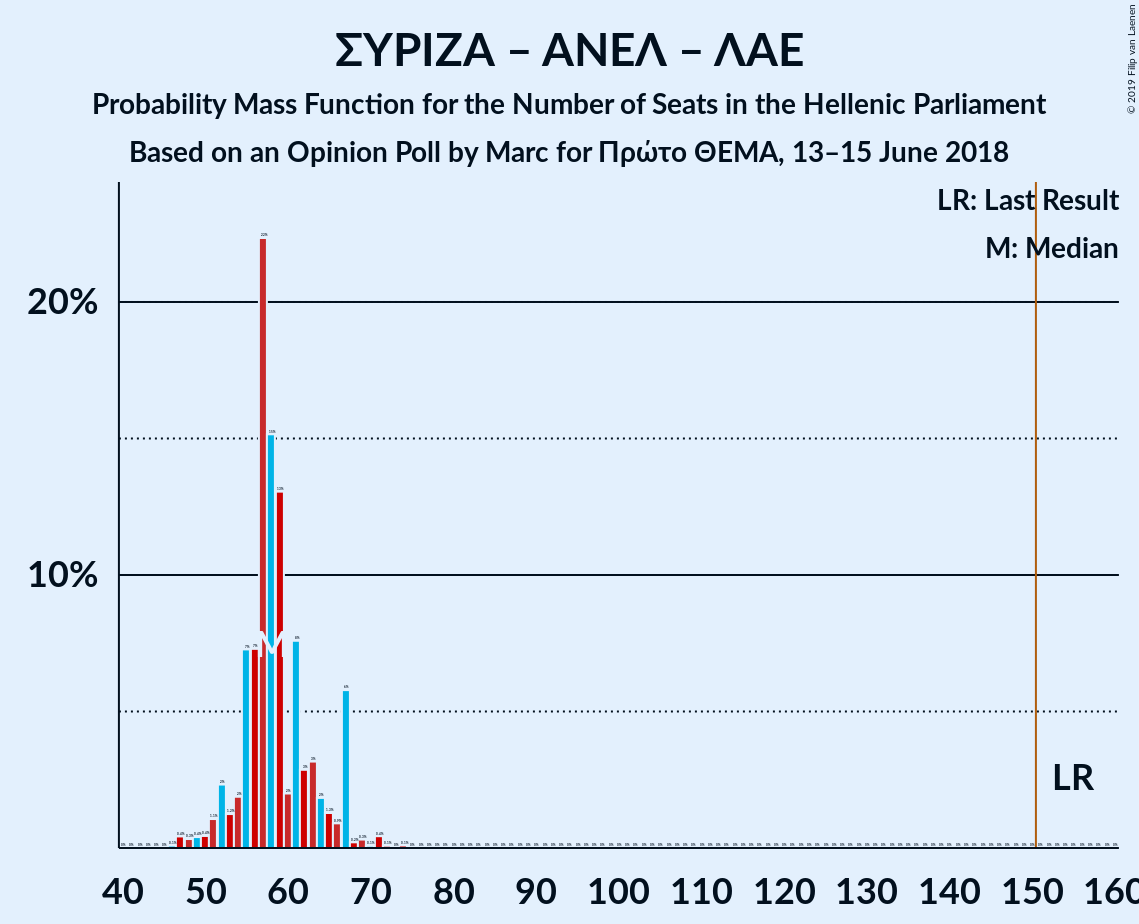 ΣΥΡΙΖΑ – ΑΝΕΛ – ΛΑΕ
Probability Mass Function for the Number of Seats in the Hellenic Parliament
Based on an Opinion Poll by Marc for Πρώτο ΘΕΜΑ, 13–15 June 2018
© 2019 Filip van Laenen
LR: Last Result
M: Median
20%
10%
M
LR
40 50 60 70 80 90 100 110 120 130 140 150 160